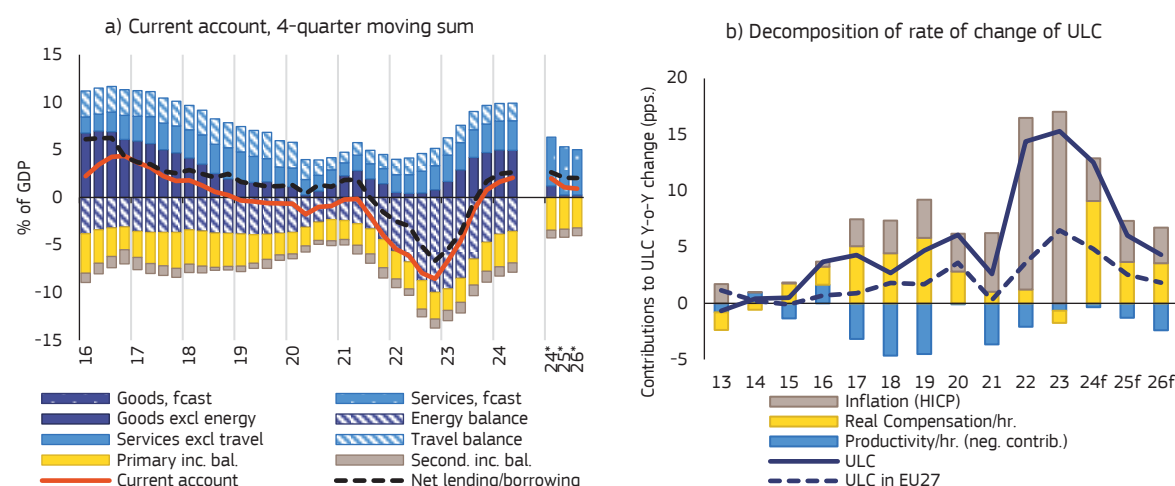 a) Current account, 4-quarter moving sum
15
10
5
0
-5
-10
-15
% of GDP
16
17
18
19
20
21
22
23
24
24*
25*
26*
Goods, fcast
Services, fcast
Goods excl energy
Energy balance
Services excl travel
Travel balance
Primary inc. bal.
Second. inc. bal.
Current account
Net lending/borrowing
b) Decomposition of rate of change of ULC
20
15
10
5
0
-5
Contributions to ULC Y-o-Y change (pps.)
13 14 15 16 17 18 19 20 21 22 23 24f 25f 26f
Inflation (HICP)
Real Compensation/hr.
Productivity/hr. (neg. contrib.)
ULC
ULC in EU27